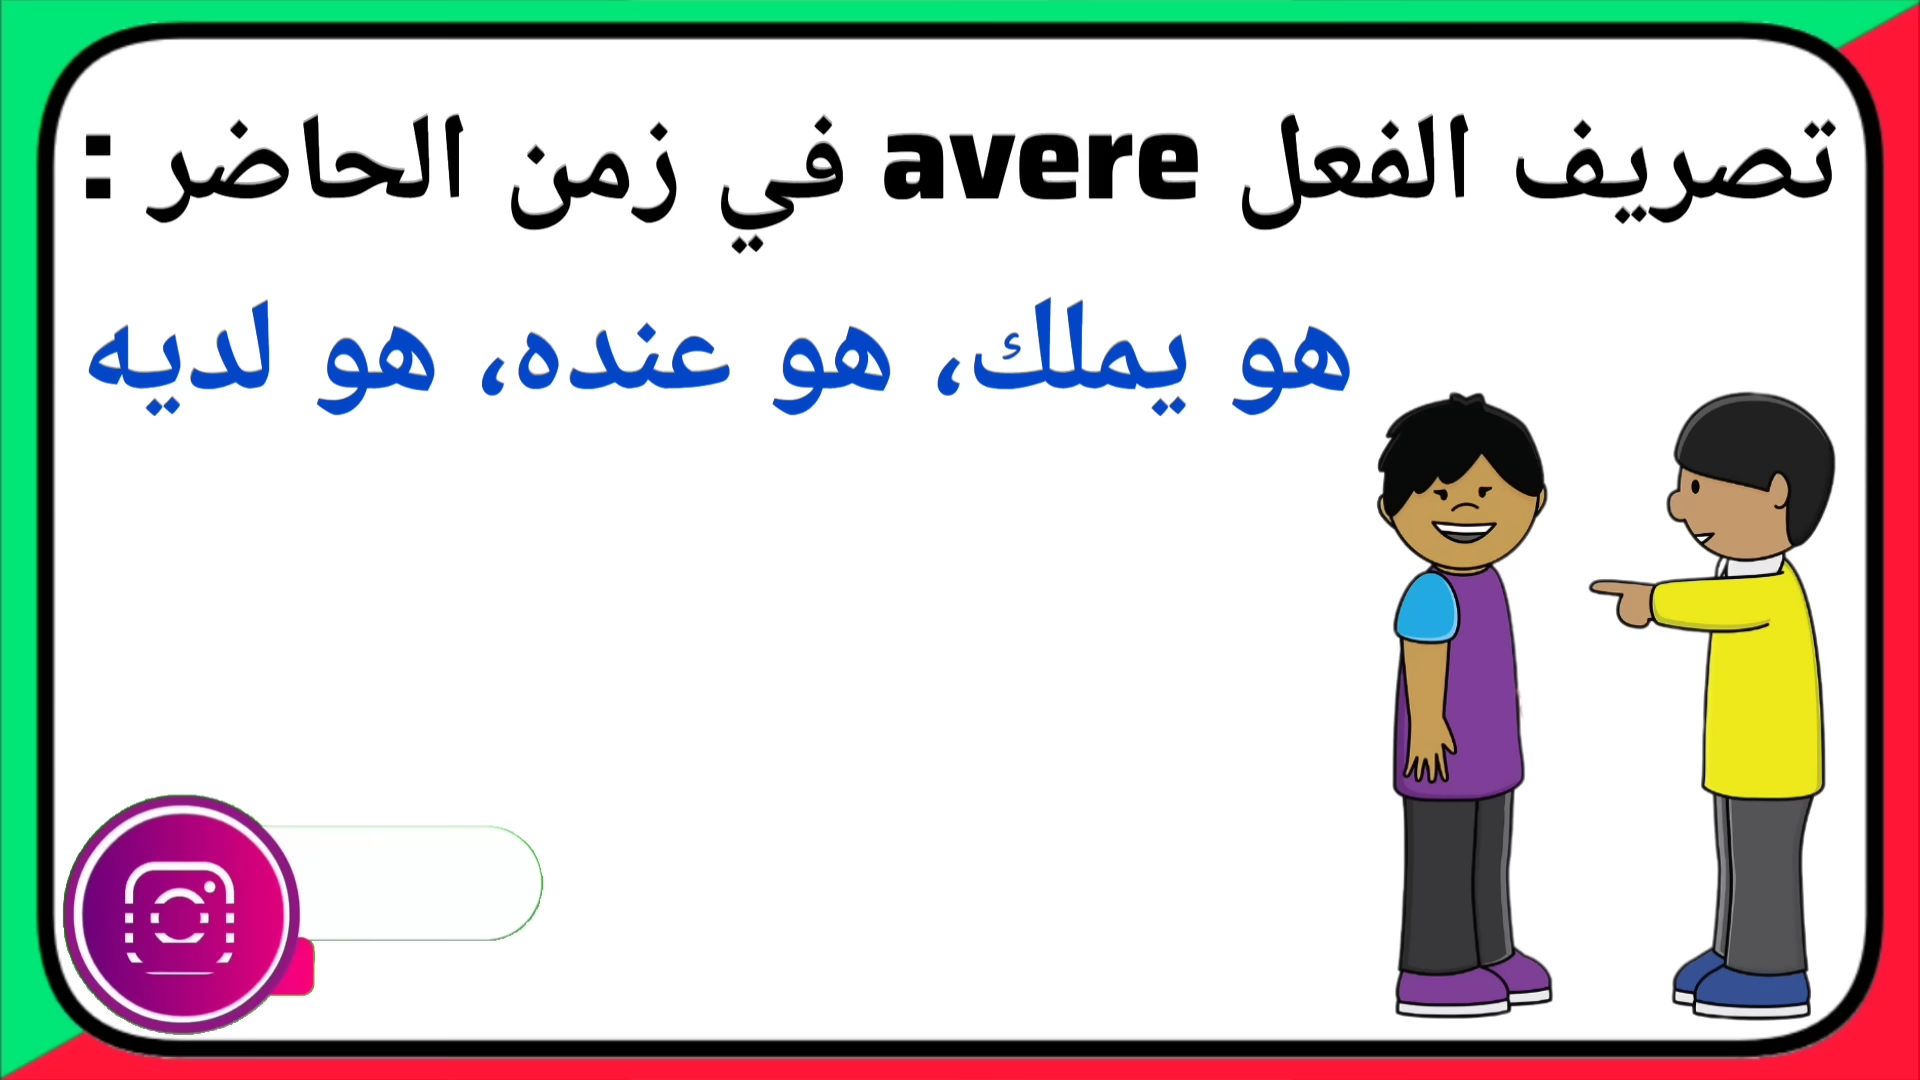 تصريف الفعل avere في زمن الحاضر :
هو يملك، هو عنده، هو لديه